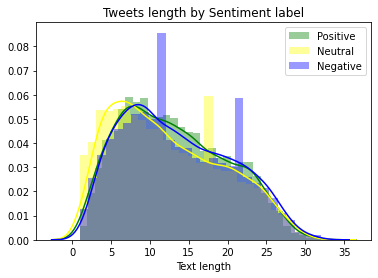 Tweets length by Sentiment label
Positive
Neutral
Negative
0.08
0.07
0.06
0.05
0.04
0.03
0.02
0.01
0.00
0 5 10 15 20 25 30 35
Text length